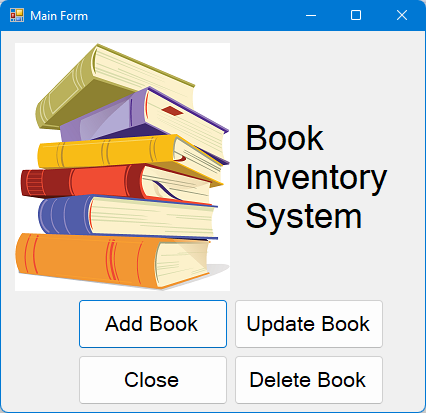 Main Form
Book
Inventory
System
Add Book
Update Book
Close
Delete Book